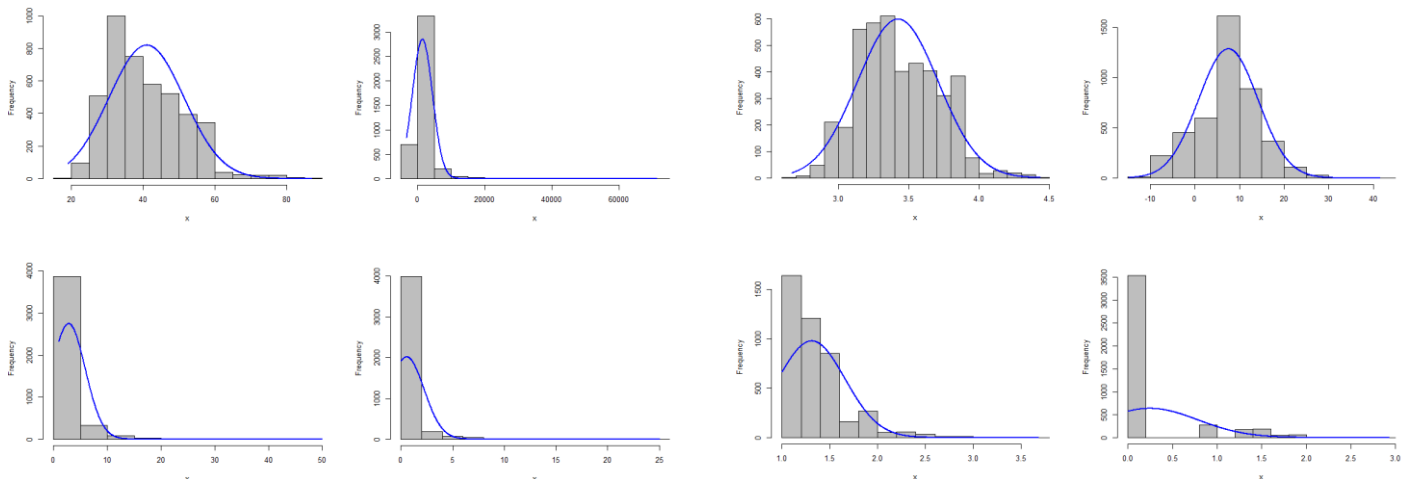 Frequency
0 200 400 600 800 1000
20 40 60 80
x
Frequency
0 500 1000 1500 2000 2500 3000
0 20000 40000 60000
x
Frequency
0 100 200 300 400 500 600
3.0 3.5 4.0 4.5
x
Frequency
0 500 1000 1500
-10 0 10 20 30 40
x
Frequency
0 1000 2000 3000 4000
0 10 20 30 40 50
x
Frequency
0 1000 2000 3000 4000
0 5 10 15 20 25
x
Frequency
0 500 1000 1500
1.0 1.5 2.0 2.5 3.0 3.5
x
Frequency
0 500 1000 1500 2000 2500 3000 3500
0.0 0.5 1.0 1.5 2.0 2.5 3.0
x